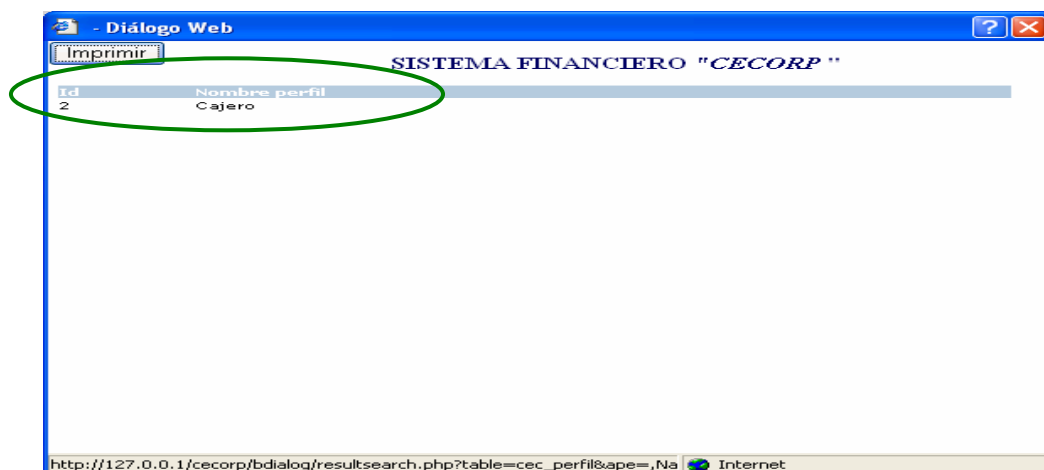 - Diálogo Web
Imprimir
SISTEMA FINANCIERO "CECORP "
Id Nombre perfil
2 Cajero
http://127.0.0.1/cecorp/bdialog/resultsearch.php?table=cec_perfil&ape=,Na Internet